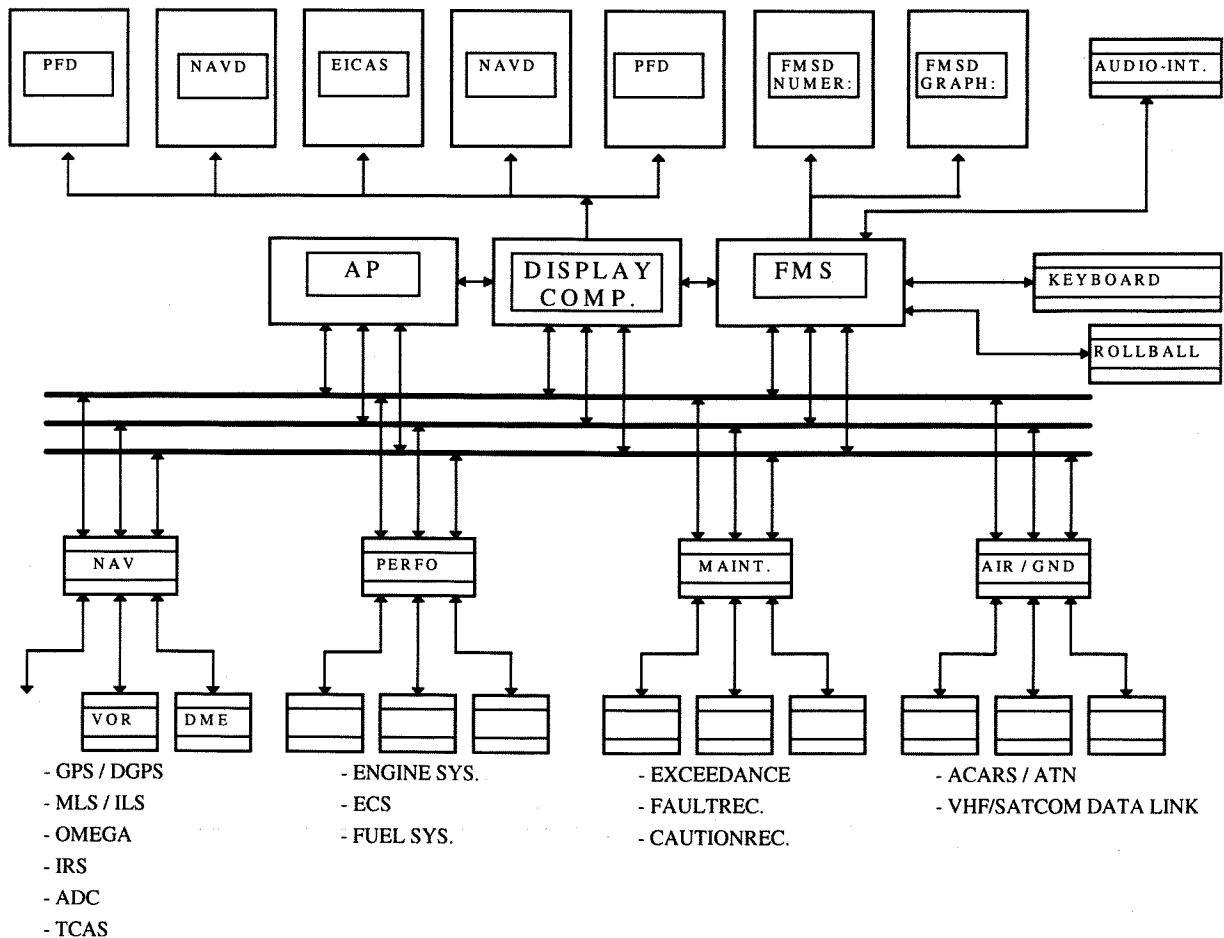 PFD
NAVD
EICAS
NAVD
PFD
FMSD
NUMER:
FMSD
GRAPH:
AUDIO-INT.
AP
DISPLAY
COMP.
FMS
KEYBOARD
ROLLBALL
NAV
PERFO
MAINT.
AIR / GND
VOR
DME
- GPS / DGPS
- MLS / ILS
- OMEGA
- IRS
- ADC
- TCAS
- ENGINE SYS.
- ECS
- FUEL SYS.
- EXCEEDANCE
- FAULTREC.
- CAUTIONREC.
- ACARS / ATN
- VHF/SATCOM DATA LINK